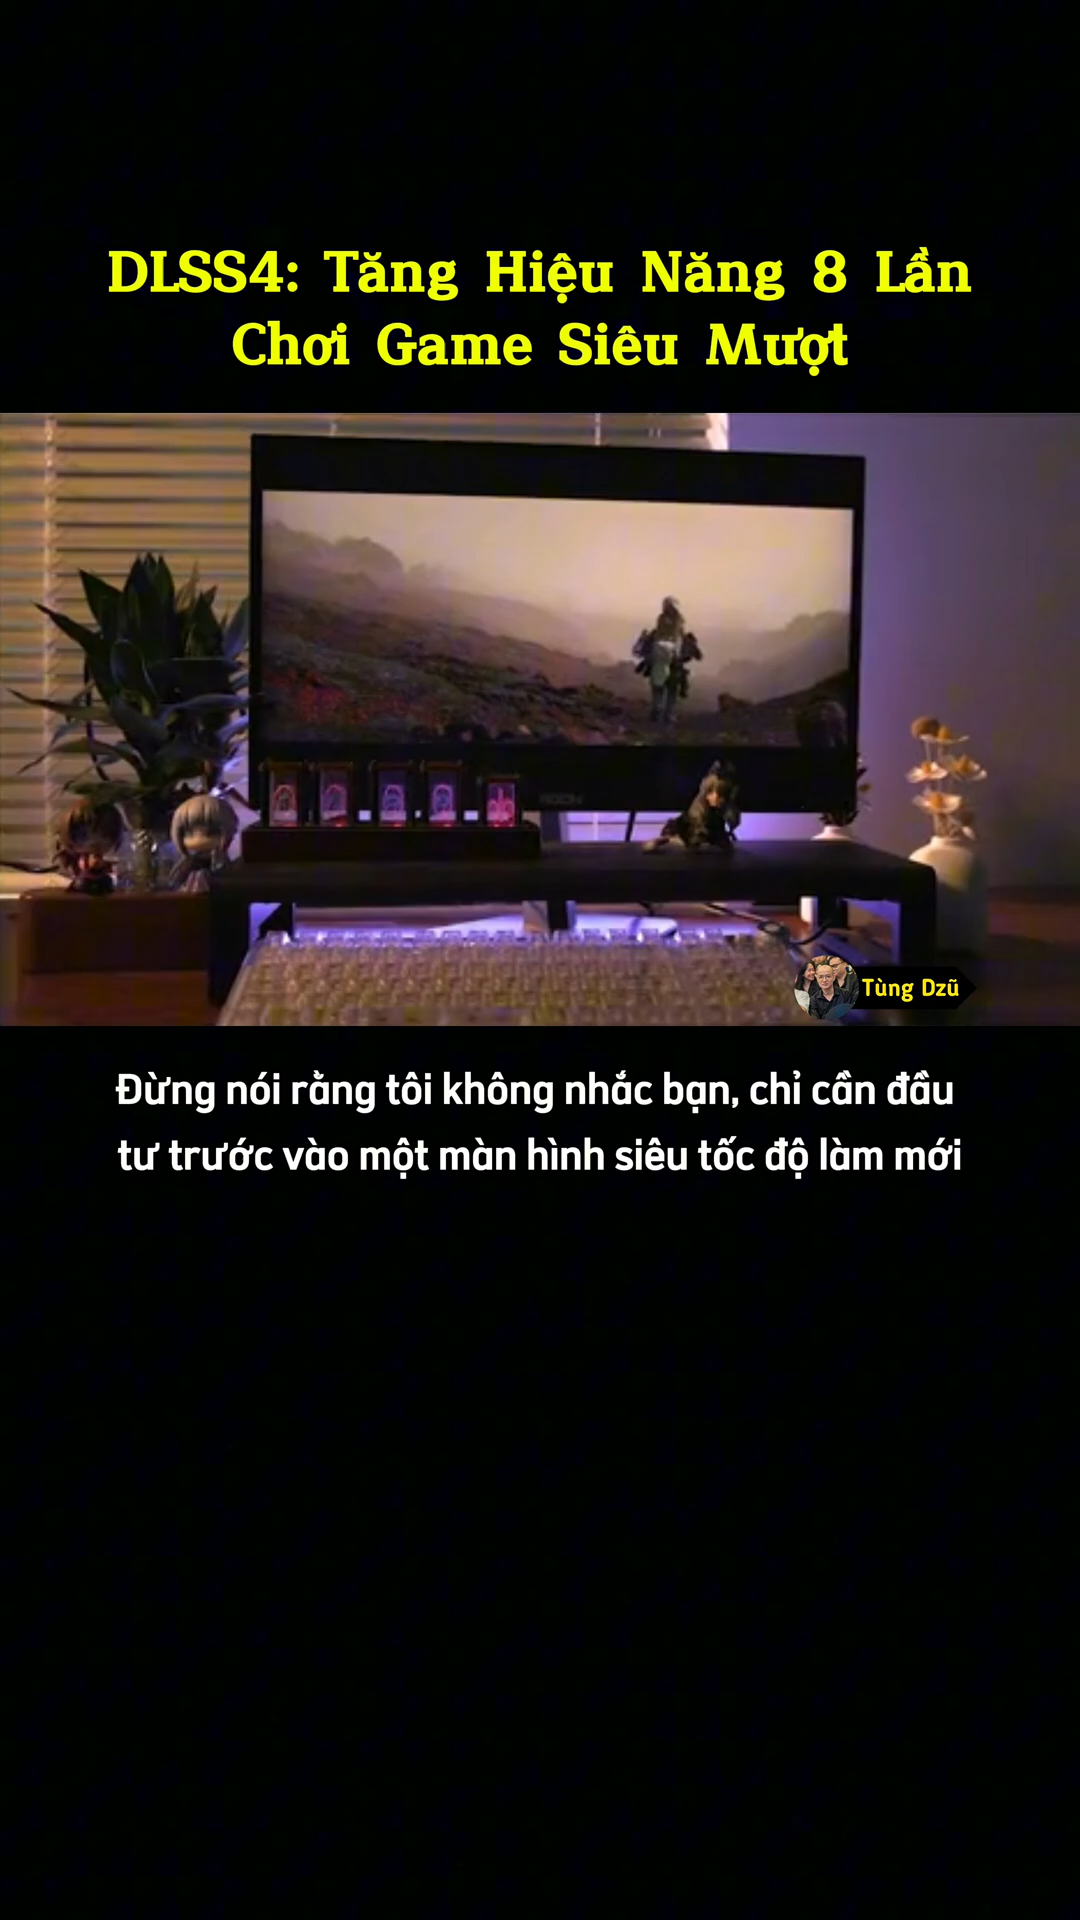 DLSS4: Tăng Hiệu Năng 8 Lần
Chơi Game Siêu Mượt
Tùng Dzũ
Đừng nói rằng tôi không nhắc bạn, chỉ cần đầu
tư trước vào một màn hình siêu tốc độ làm mới